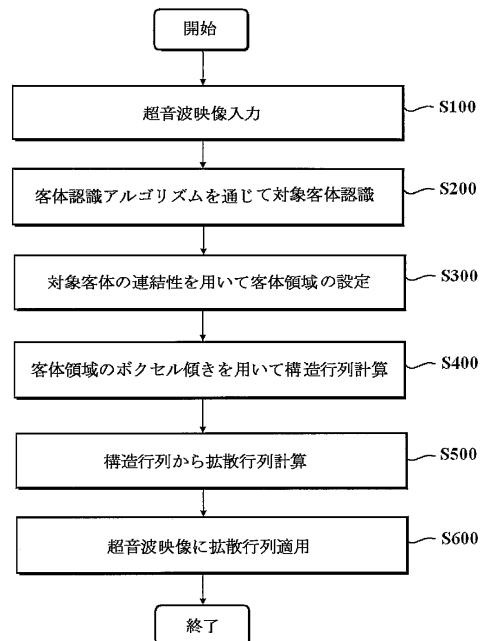 開始
超音波映像入力
S100
客体認識アルゴリズムを通じて対象客体認識
S200
対象客体の連結性を用いて客体領域の設定
S300
客体領域のボクセル傾きを用いて構造行列計算
S400
構造行列から拡散行列計算
S500
超音波映像に拡散行列適用
S600
終了